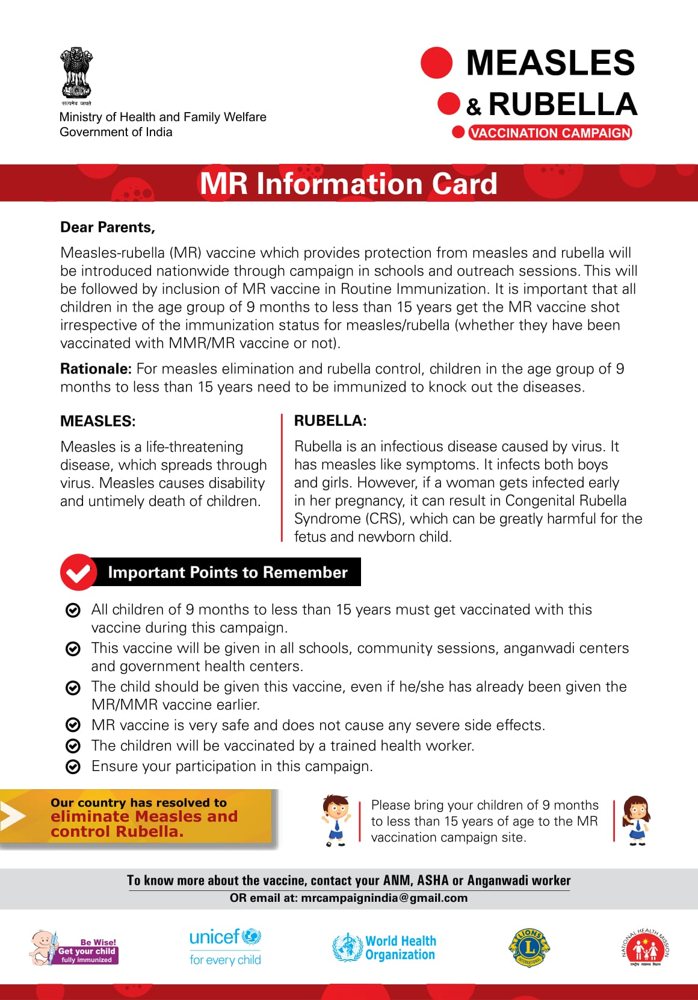 सत्यमेव जयते
Ministry of Health and Family Welfare
Government of India
MEASLES
& RUBELLA
VACCINATION CAMPAIGN
MR Information Card
Dear Parents,
Measles-rubella (MR) vaccine which provides protection from measles and rubella will
be introduced nationwide through campaign in schools and outreach sessions. This will
be followed by inclusion of MR vaccine in Routine Immunization. It is important that all
children in the age group of 9 months to less than 15 years get the MR vaccine shot
irrespective of the immunization status for measles/rubella (whether they have been
vaccinated with MMR/MR vaccine or not).
Rationale: For measles elimination and rubella control, children in the age group of 9
months to less than 15 years need to be immunized to knock out the diseases.
MEASLES:
Measles is a life-threatening
disease, which spreads through
virus. Measles causes disability
and untimely death of children.
RUBELLA:
Rubella is an infectious disease caused by virus. It
has measles like symptoms. It infects both boys
and girls. However, if a woman gets infected early
in her pregnancy, it can result in Congenital Rubella
Syndrome (CRS), which can be greatly harmful for the
fetus and newborn child.
Important Points to Remember
All children of 9 months to less than 15 years must get vaccinated with this
vaccine during this campaign.
This vaccine will be given in all schools, community sessions, anganwadi centers
and government health centers.
The child should be given this vaccine, even if he/she has already been given the
MR/MMR vaccine earlier.
MR vaccine is very safe and does not cause any severe side effects.
The children will be vaccinated by a trained health worker.
Ensure your participation in this campaign.
Our country has resolved to
eliminate Measles and
control Rubella.
Please bring your children of 9 months
to less than 15 years of age to the MR
vaccination campaign site.
To know more about the vaccine, contact your ANM, ASHA or Anganwadi worker
OR email at: mrcampaignindia@gmail.com
Be Wise!
Get your child
fully immunized
unicef
for every child
World Health
Organization
LIONS
L
INTERNATIONAL
NATIONAL HEALTH MISSION
राष्ट्रीय स्वास्थ्य मिशन